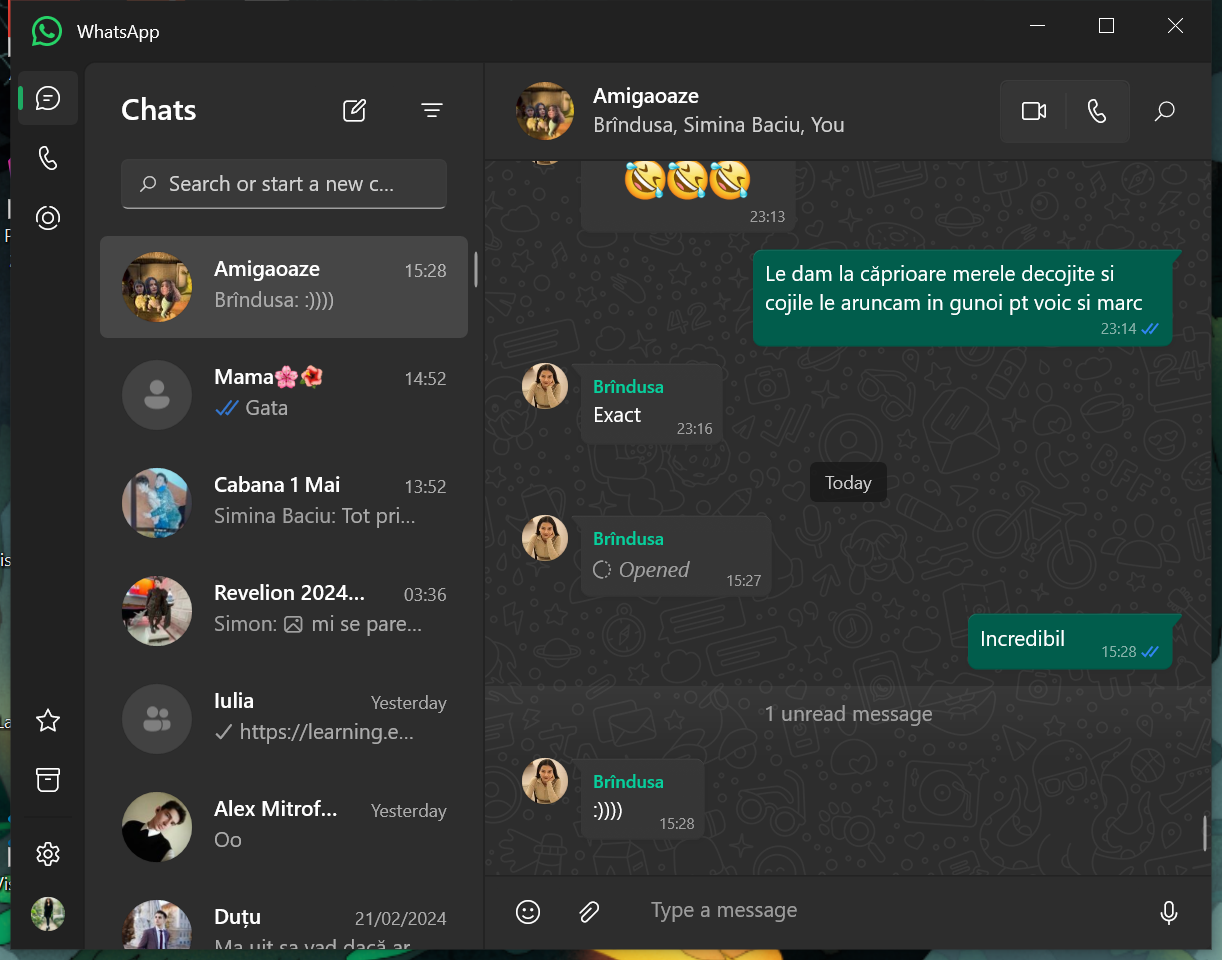 WhatsApp
Chats
Search or start a new c...
Amigaoaze
15:28
Brîndusa: :))))
Mama🌸🌺
14:52
Gata
Cabana 1 Mai
13:52
Simina Baciu: Tot pri...
Revelion 2024...
03:36
Simon: mi se pare...
Iulia
Yesterday
https://learning.e...
Alex Mitrof...
Yesterday
Oo
Duțu
21/02/2024
Ma uit sa vad dacă ar
Amigaoaze
Brîndusa, Simina Baciu, You
🤣🤣🤣
23:13
Le dam la căprioare merele decojite si
cojile le aruncam in gunoi pt voic si marc
23:14
Brîndusa
Exact
23:16
Today
Brîndusa
Opened
15:27
Incredibil
15:28
1 unread message
Brîndusa
:))))
15:28
Type a message